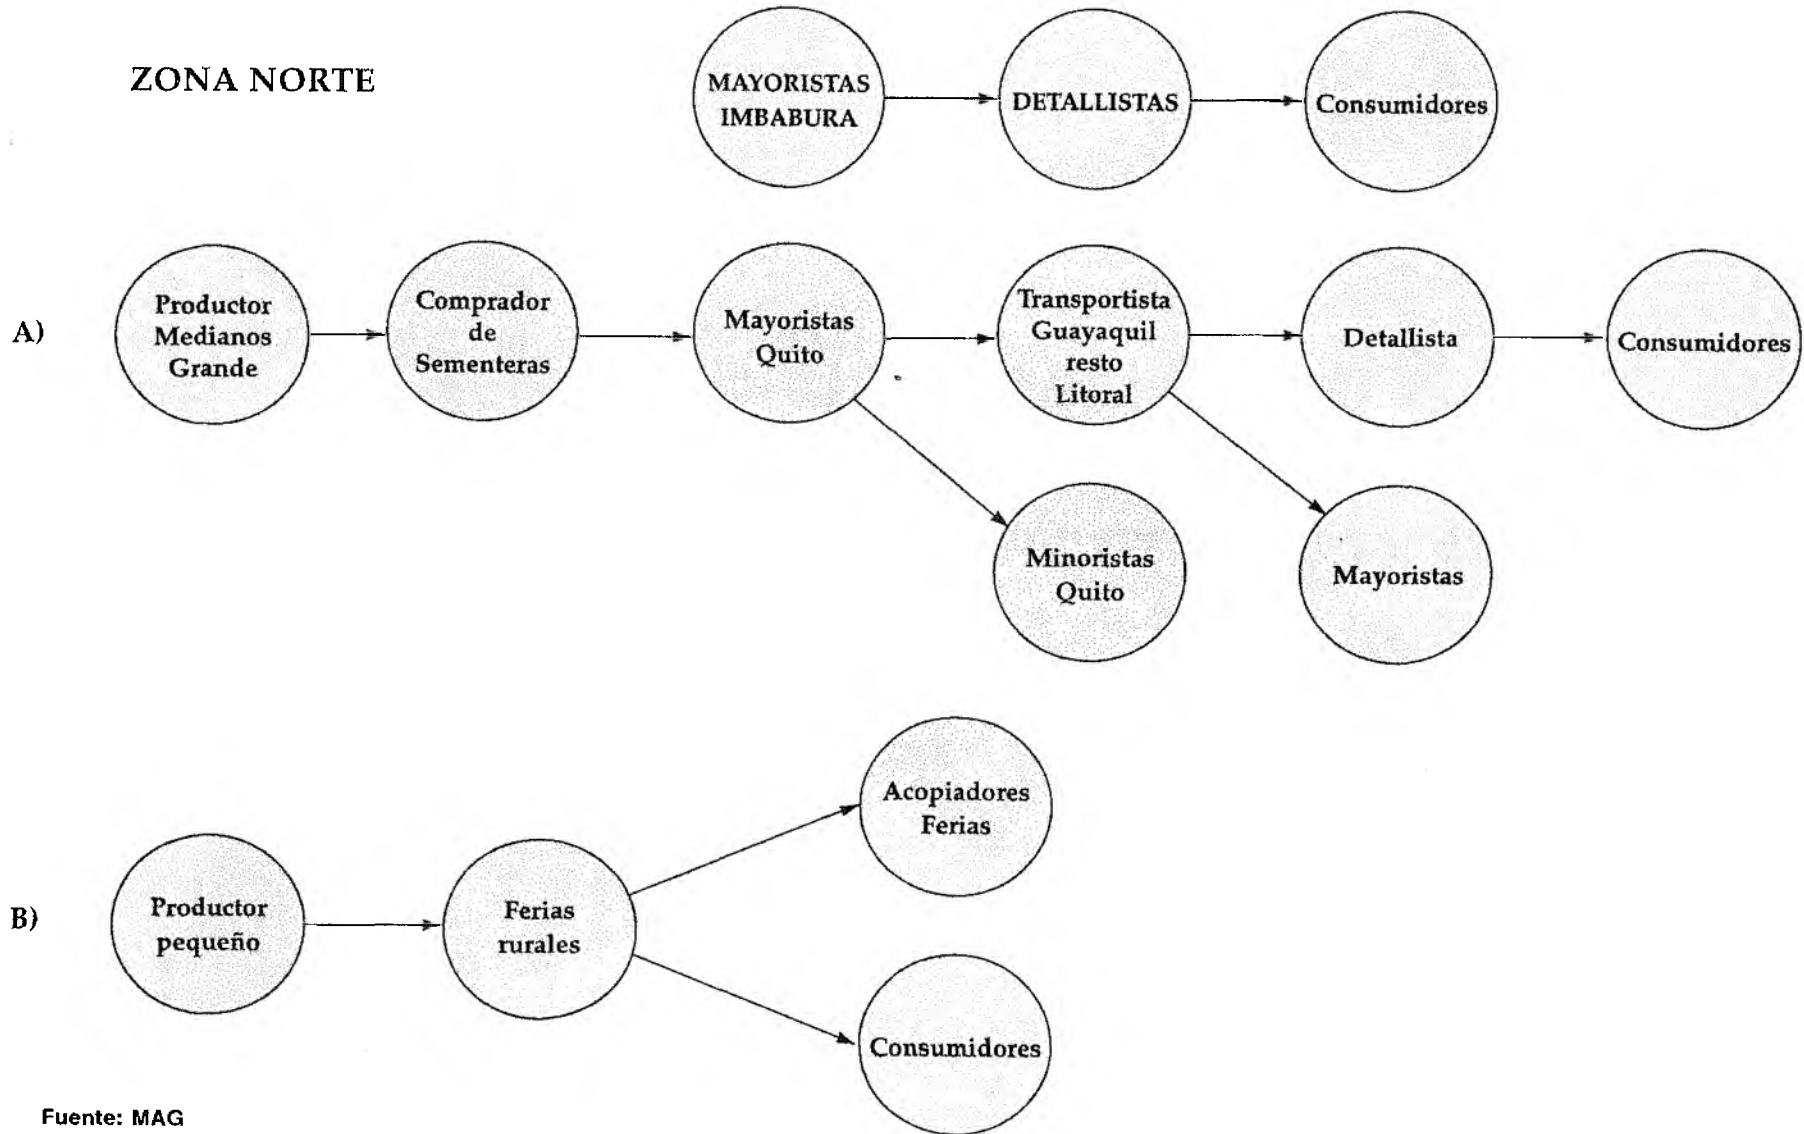 ZONA NORTE
MAYORISTAS
IMBABURA
DETALLISTAS
Consumidores
A)
Productor
Medianos
Grande
Comprador
de
Sementeras
Mayoristas
Quito
Transportista
Guayaquil
resto
Litoral
Detallista
Consumidores
Minoristas
Quito
Mayoristas
B)
Productor
pequeño
Ferias
rurales
Acopiadores
Ferias
Consumidores
Fuente: MAG